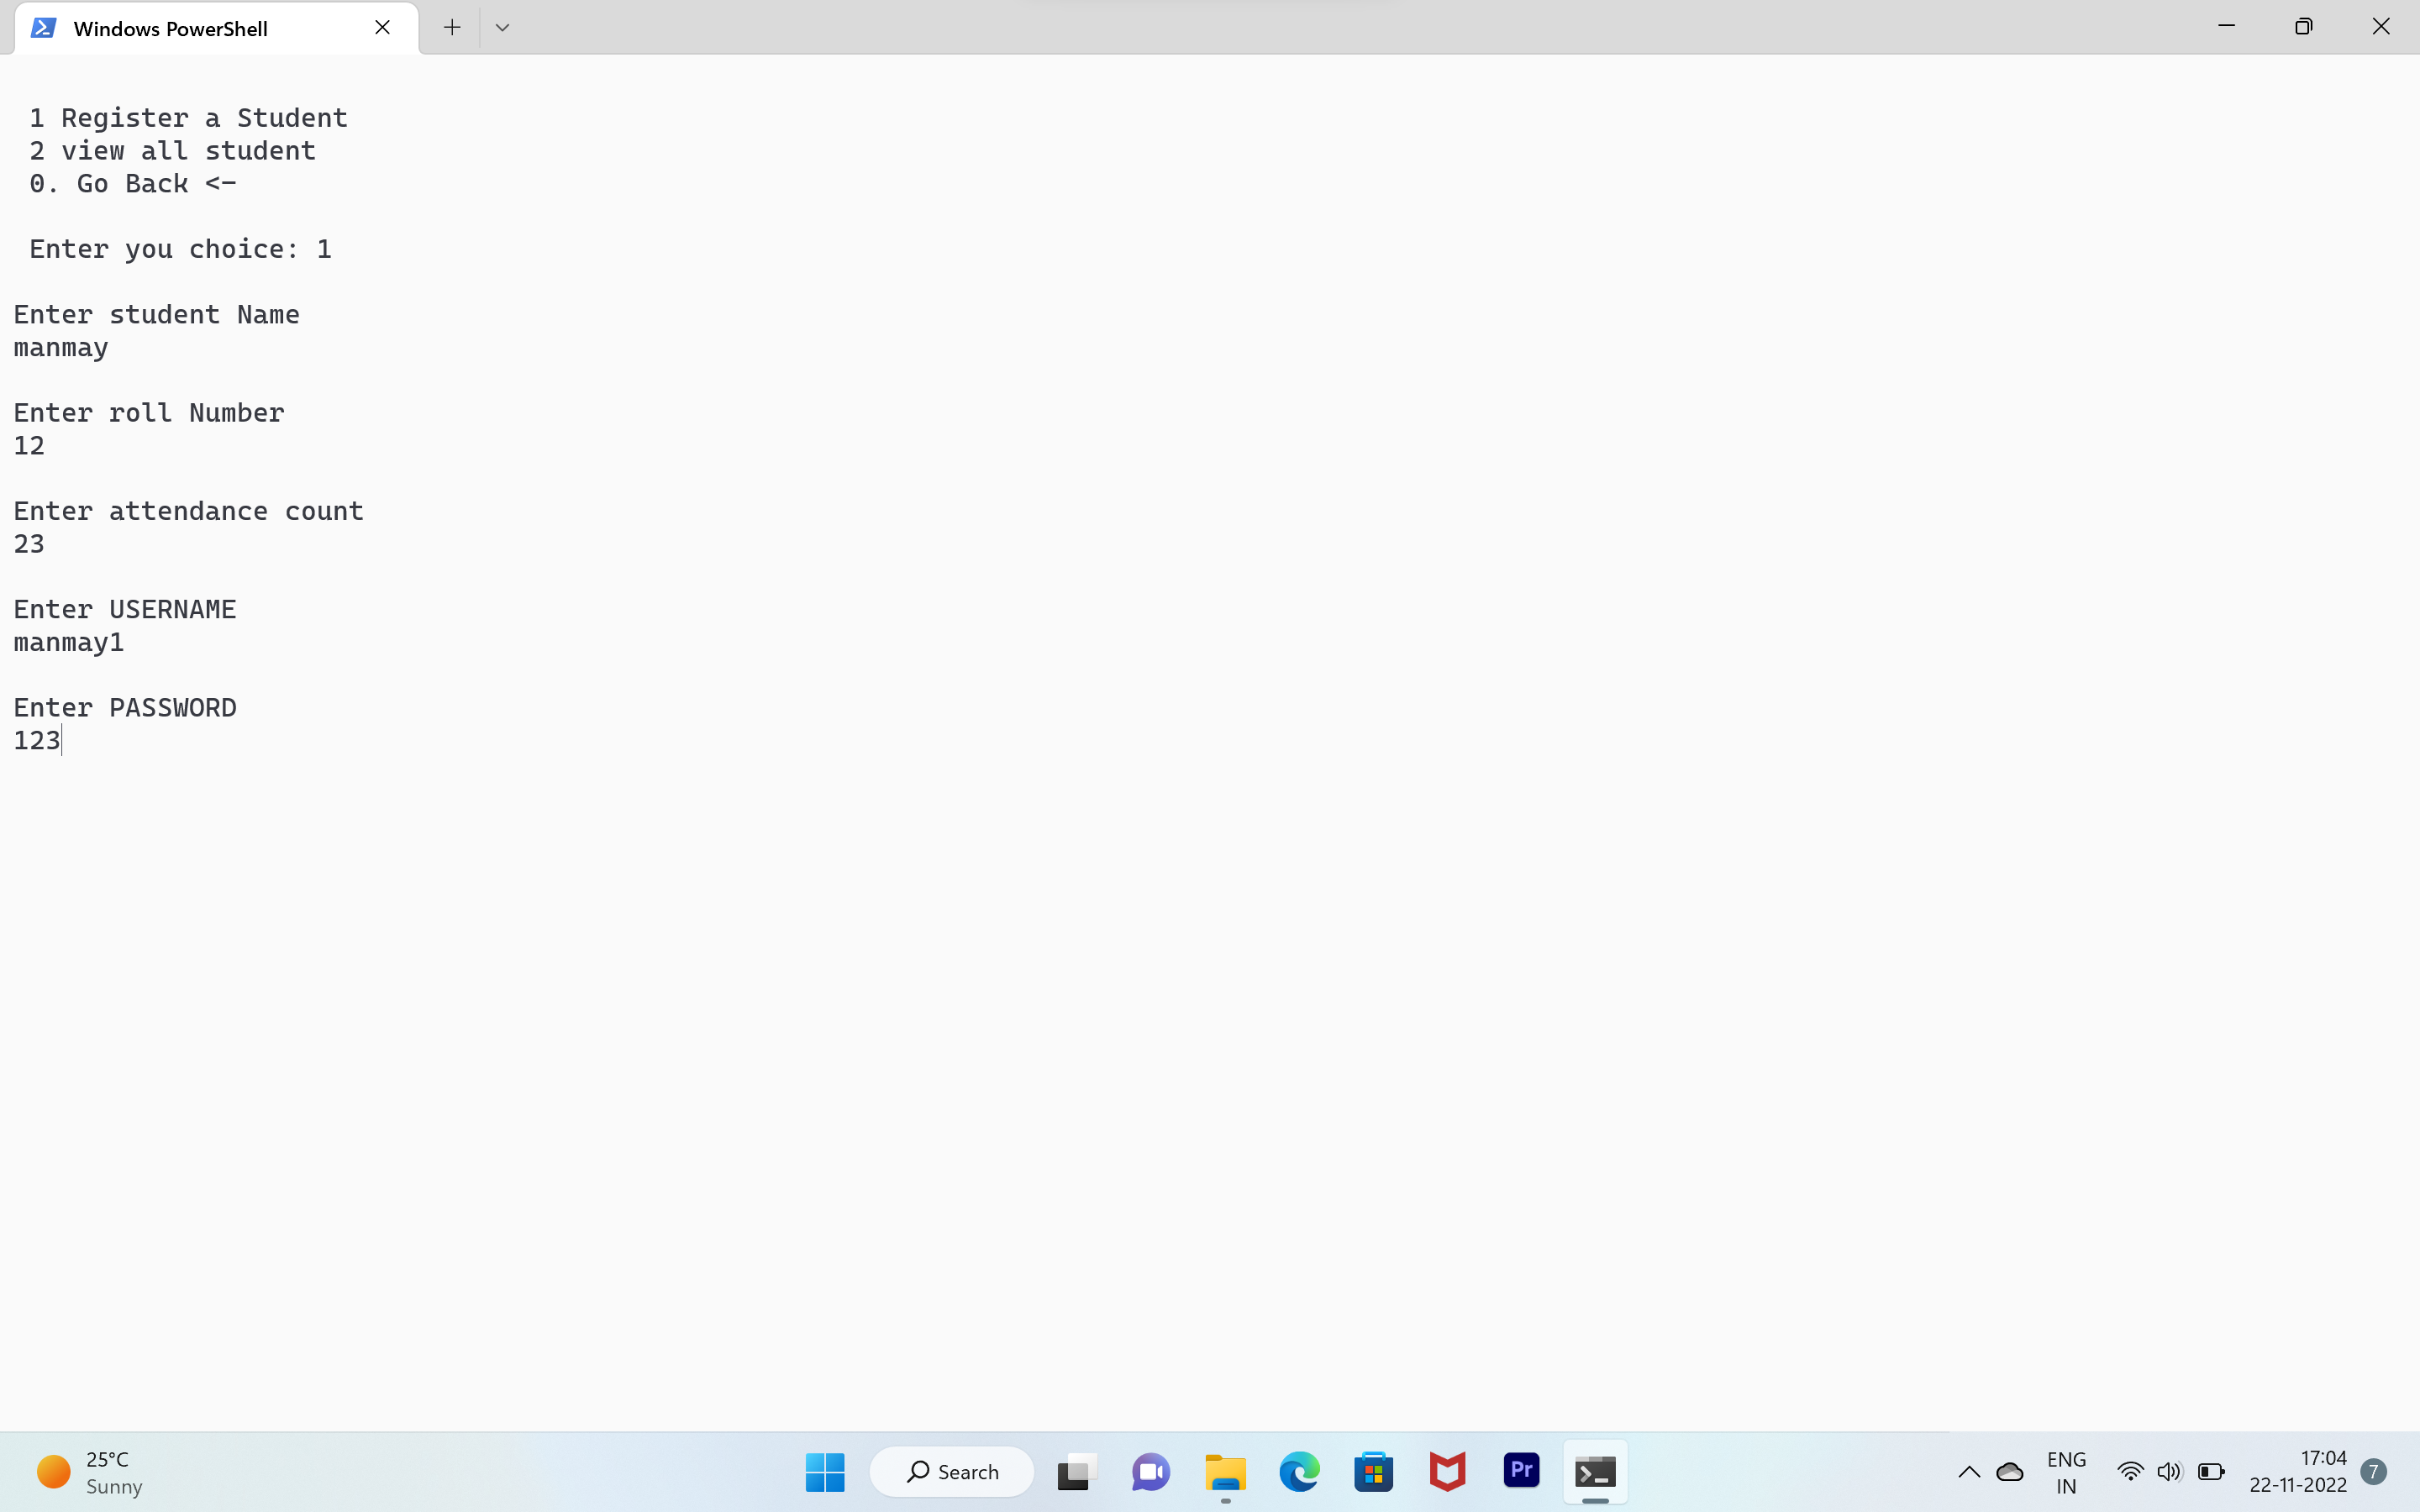 Windows PowerShell
1 Register a Student
2 view all student
0. Go Back <-
Enter you choice: 1
Enter student Name
manmay
Enter roll Number
12
Enter attendance count
23
Enter USERNAME
manmay1
Enter PASSWORD
123
25°C
Sunny
Search
Pr
ENG
IN
17:04
22-11-2022
7